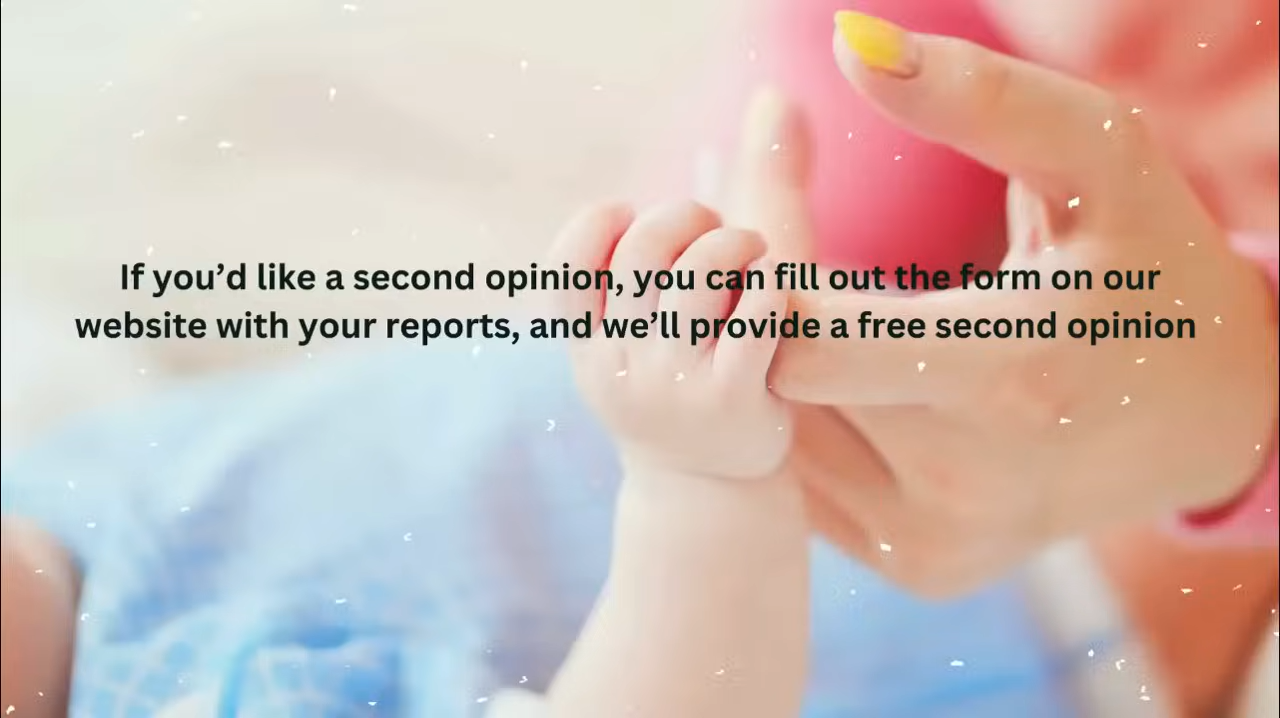 If you’d like a second opinion, you can fill out the form on our
website with your reports, and we’ll provide a free second opinion